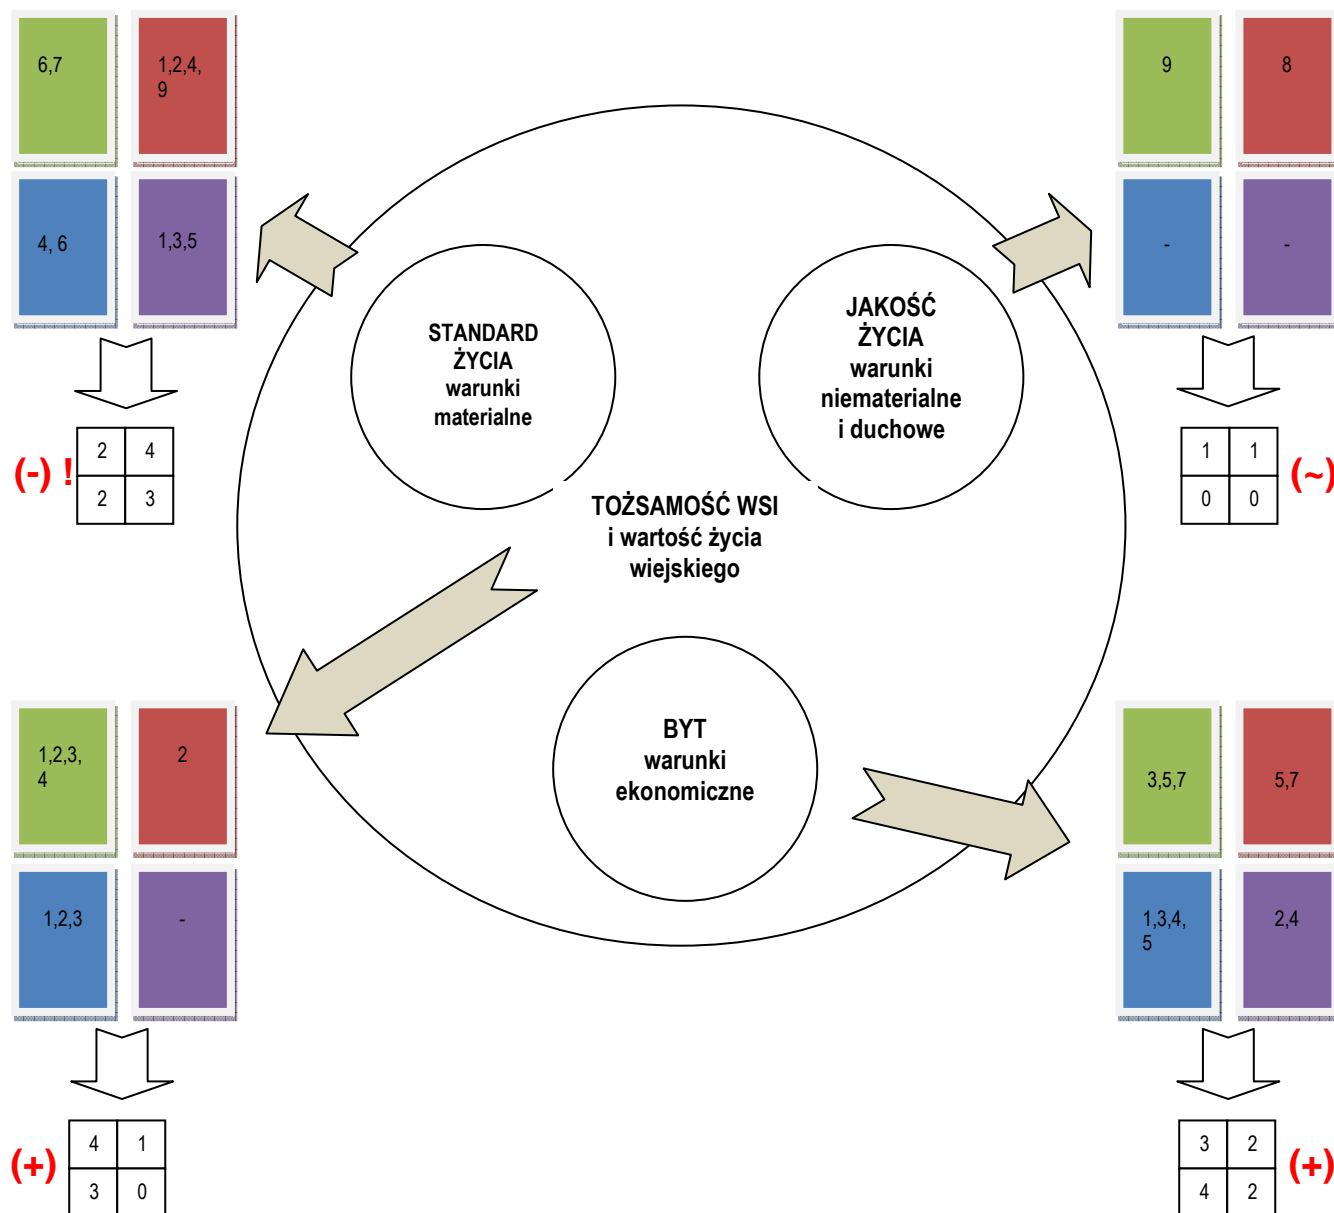 6,7
1,2,4,
9
4, 6
1,3,5
(-) !
2
4
2
3
9
8
-
-
1
1
0
0
(~)
STANDARD
ŻYCIA
warunki
materialne
JAKOŚĆ
ŻYCIA
warunki
niematerialne
i duchowe
TOŻSAMOŚĆ WSI
i wartość życia
wiejskiego
BYT
warunki
ekonomiczne
1,2,3,
4
2
1,2,3
-
(+)
4
1
3
0
3,5,7
5,7
1,3,4,
5
2,4
3
2
4
2
(+)